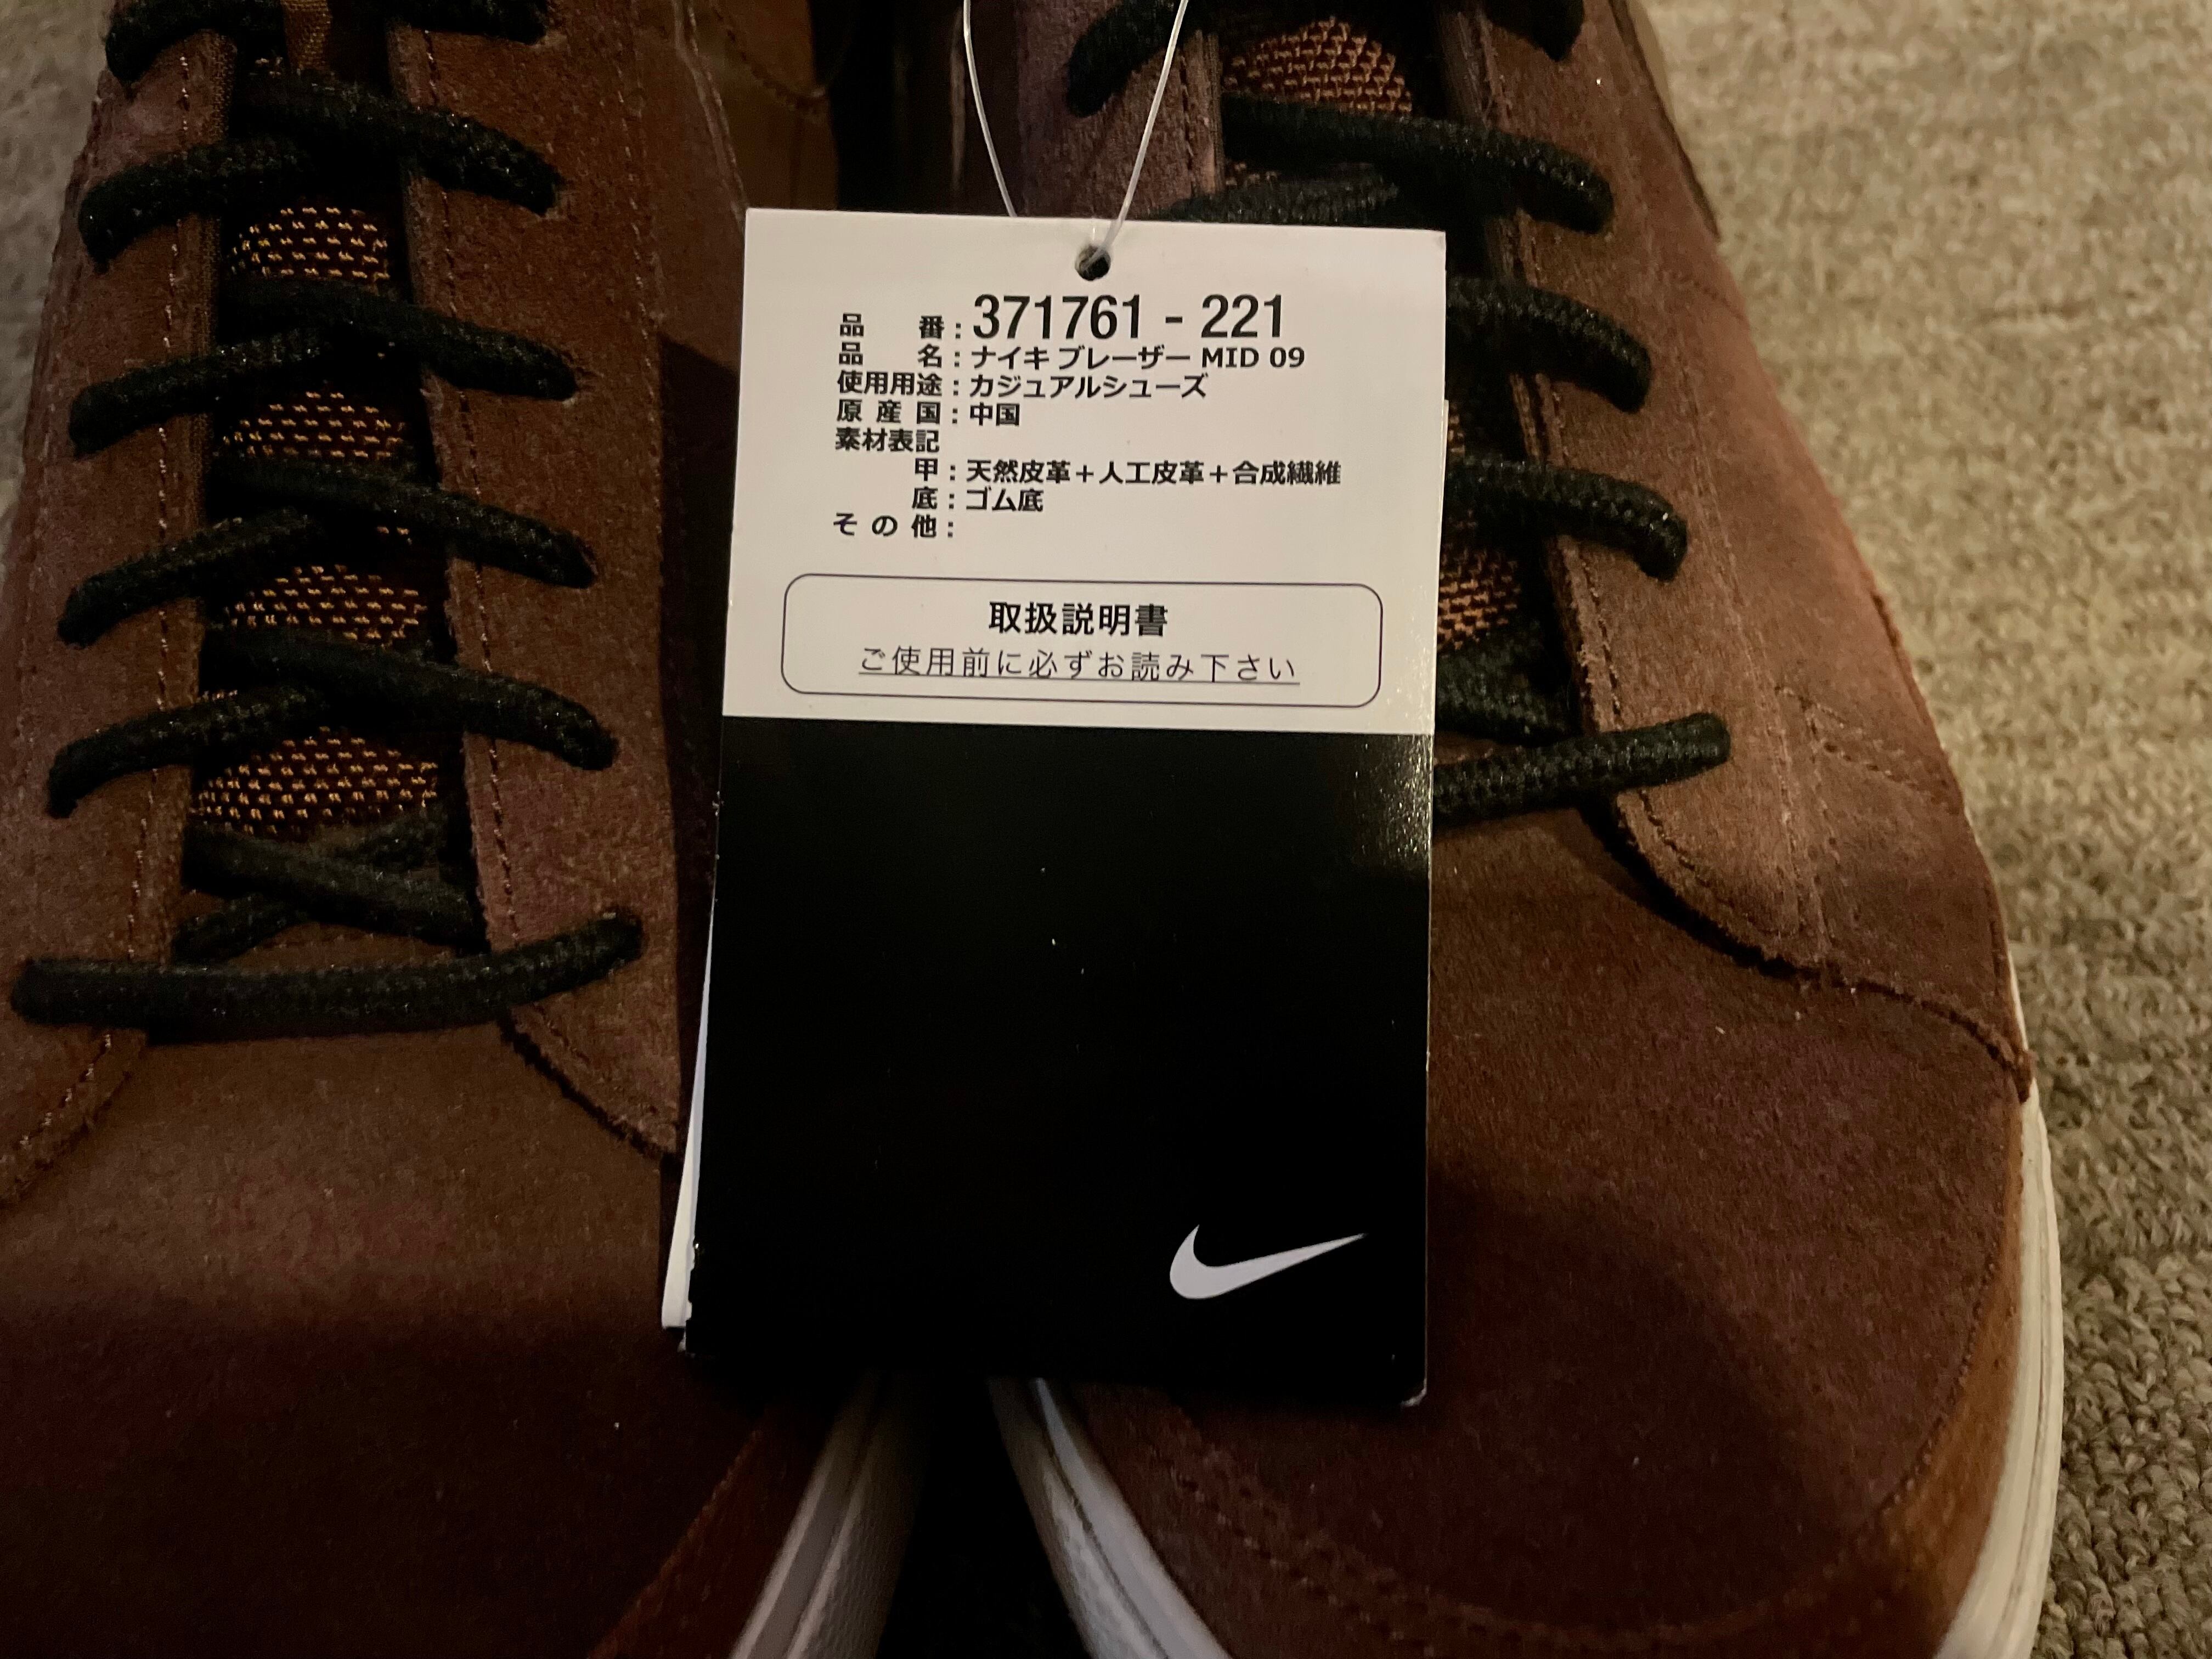 品 番：371761 - 221
品 名：ナイキ ブレーザー MID 09
使用用途：カジュアルシューズ
原 産 国：中国
素材表記
甲：天然皮革＋人工皮革＋合成繊維
底：ゴム底
そ の 他：
取扱説明書
ご使用前に必ずお読み下さい